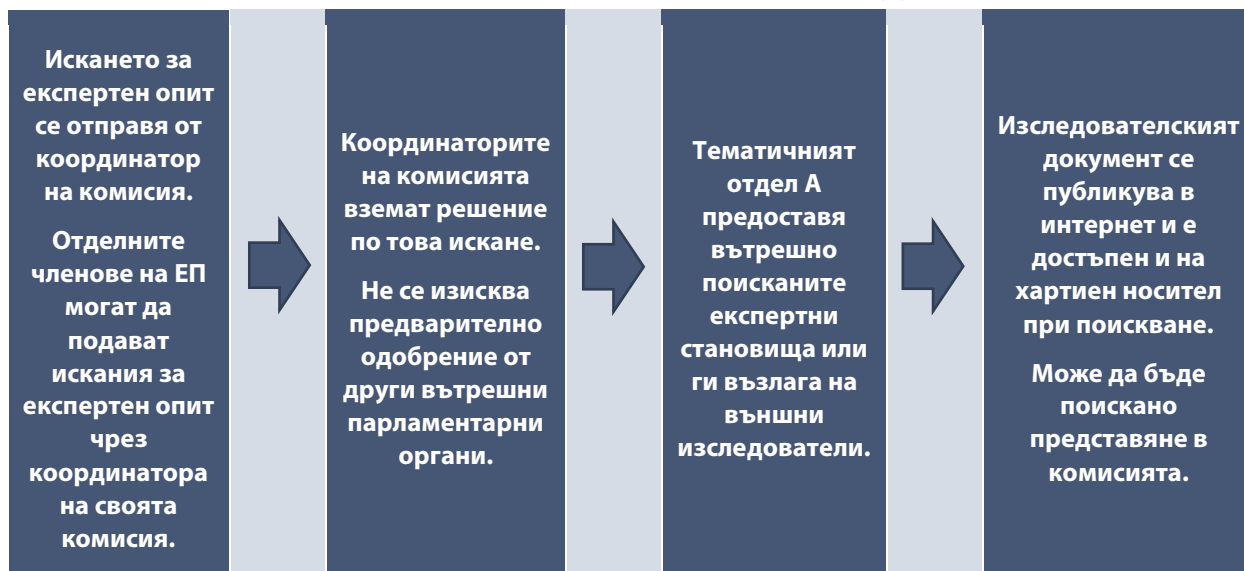 Искането за
експертен опит
се отправя от
координатор
на комисия.
Отделните
членове на ЕП
могат да
подават
искания за
експертен опит
чрез
координатора
на своята
комисия.
Координаторите
на комисията
вземат решение
по това искане.
Не се изисква
предварително
одобрение от
други вътрешни
парламентарни
органи.
Тематичният
отдел А
предоставя
вътрешно
поисканите
експертни
становища или
ги възлага на
външни
изследователи.
Изследователският
документ се
публикува в
интернет и е
достъпен и на
хартиен носител
при поискване.
Може да бъде
поискано
представяне в
комисията.